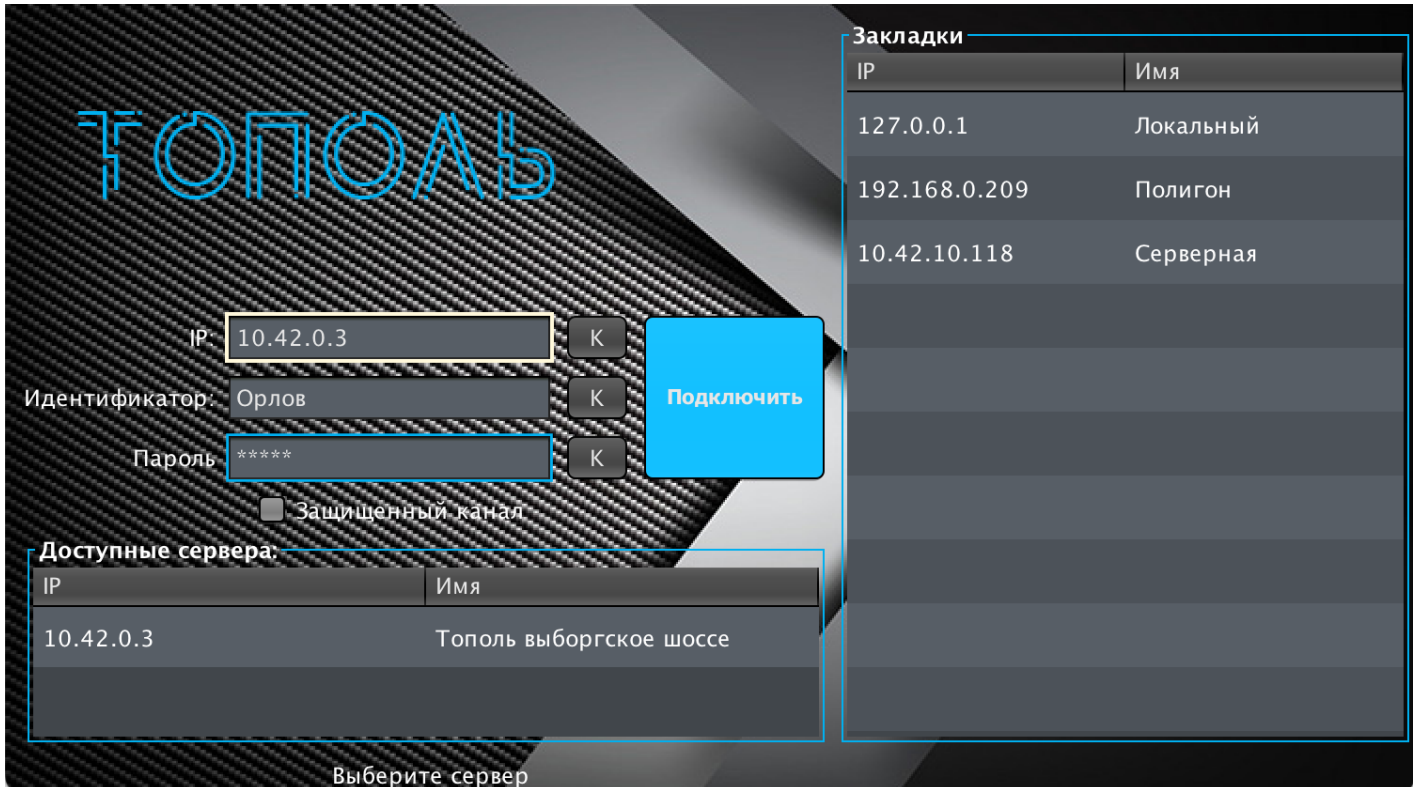 ТОПОЛЬ
IP: 10.42.0.3 К
Идентификатор: Орлов К
Пароль ***** К
Подключить
Защищенный канал
Доступные сервера:
IP Имя
10.42.0.3 Тополь выборгское шоссе
Выберите сервер
Закладки
IP Имя
127.0.0.1 Локальный
192.168.0.209 Полигон
10.42.10.118 Серверная